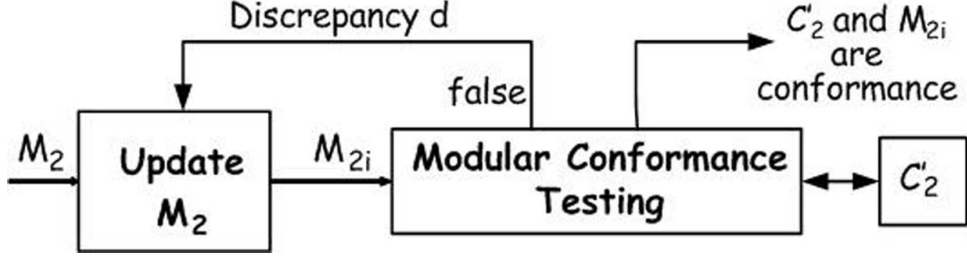 Discrepancy d
C'₂ and M₂ᵢ
are
conformance
false
M₂
Update
M₂
M₂ᵢ
Modular Conformance
Testing
C'₂